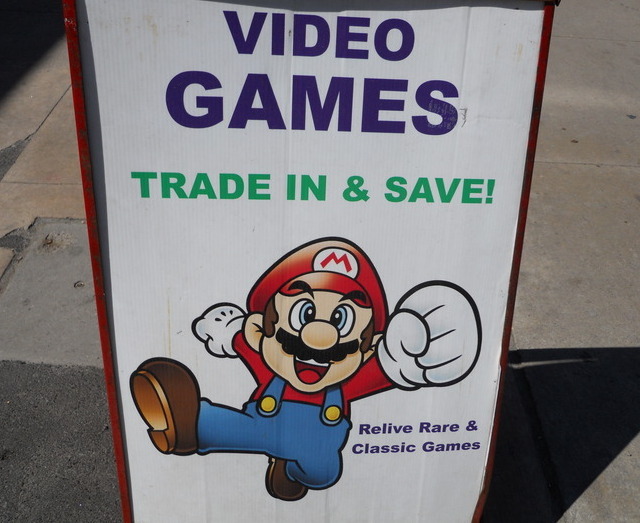 VIDEO
GAMES
TRADE IN & SAVE!
M
Relive Rare &
Classic Games